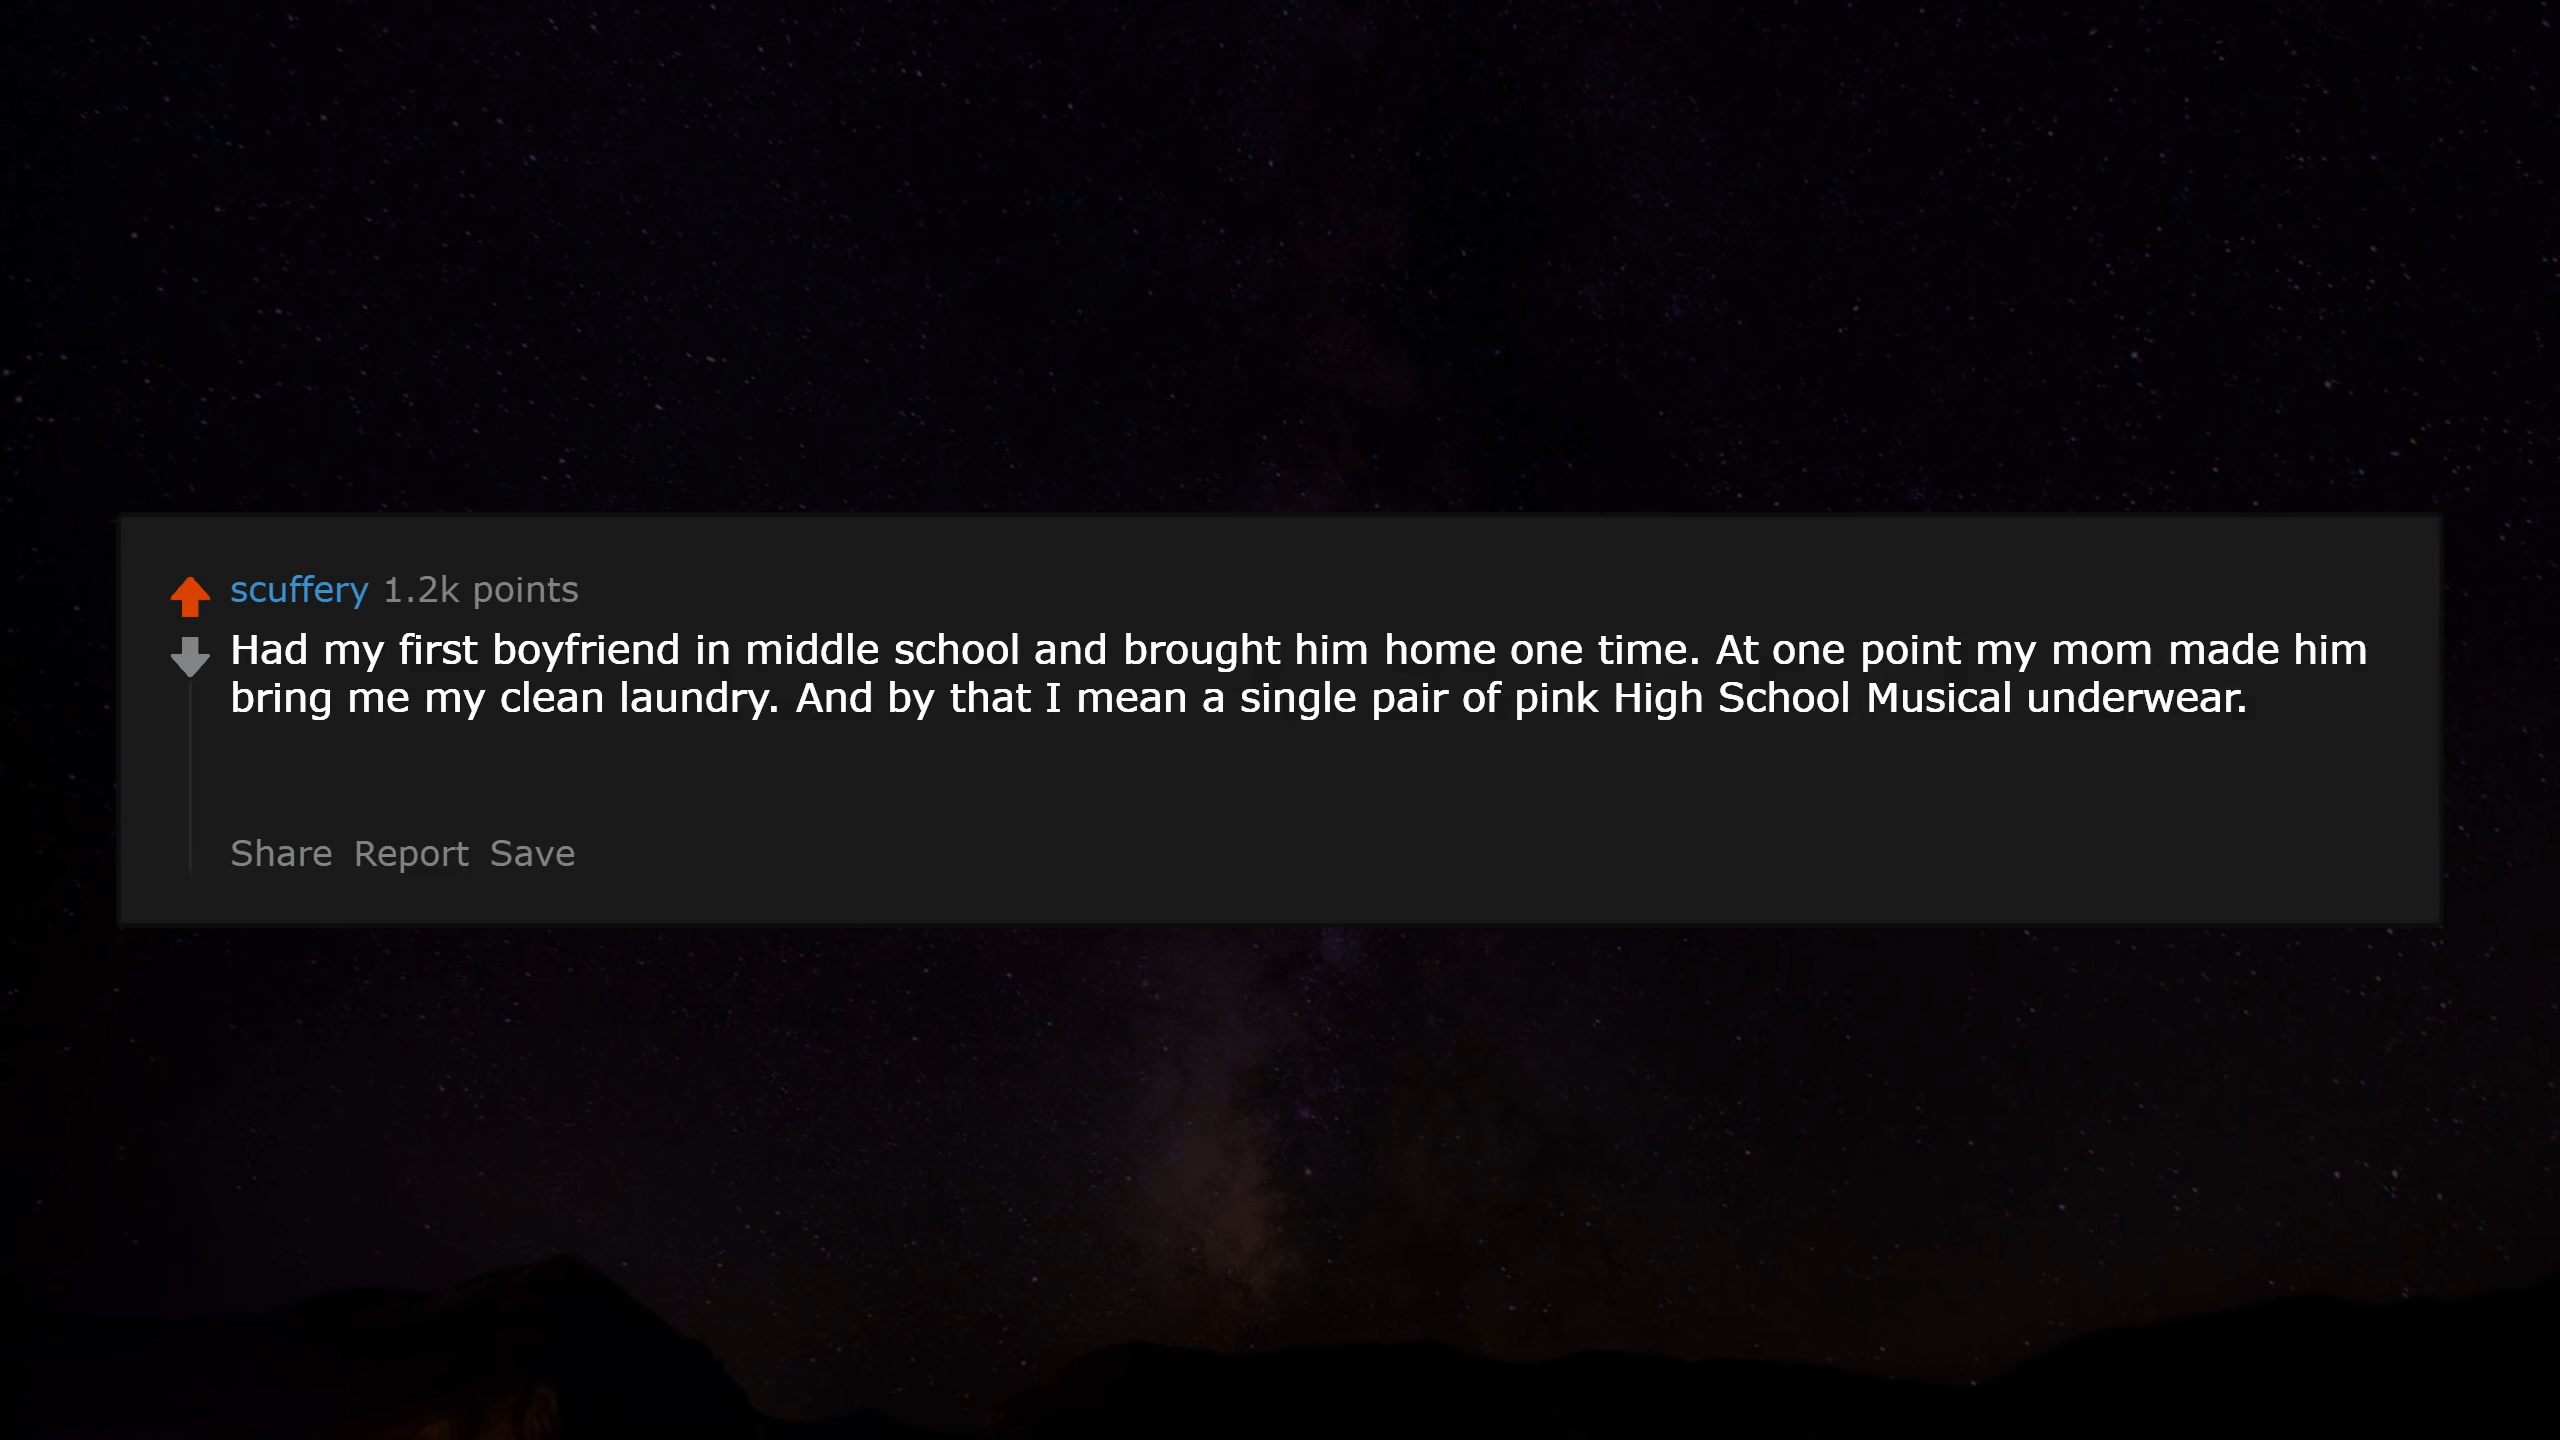 scuffery 1.2k points
Had my first boyfriend in middle school and brought him home one time. At one point my mom made him
bring me my clean laundry. And by that I mean a single pair of pink High School Musical underwear.
Share Report Save